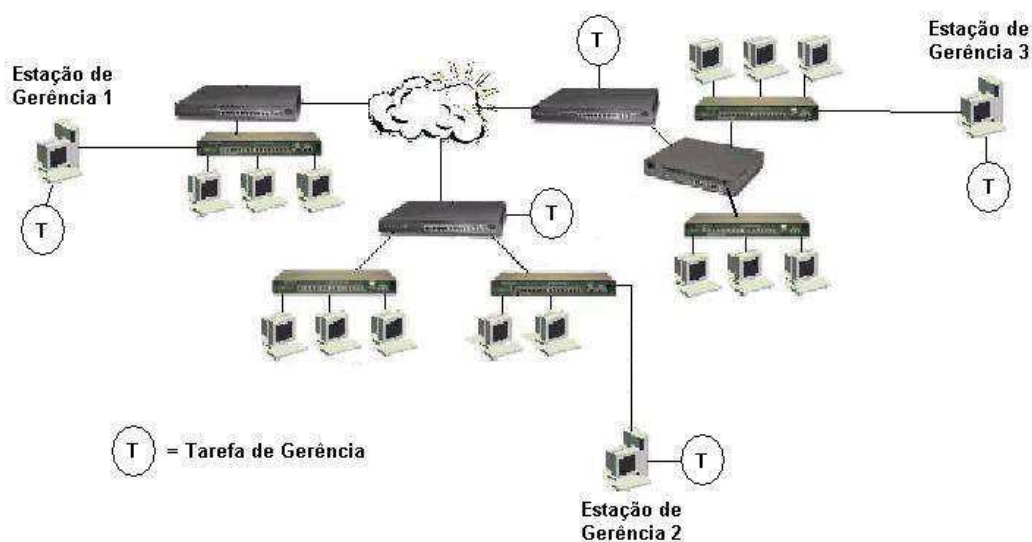 T
Estação de
Gerência 3
Estação de
Gerência 1
T
T
T
T = Tarefa de Gerência
T
Estação de
Gerência 2